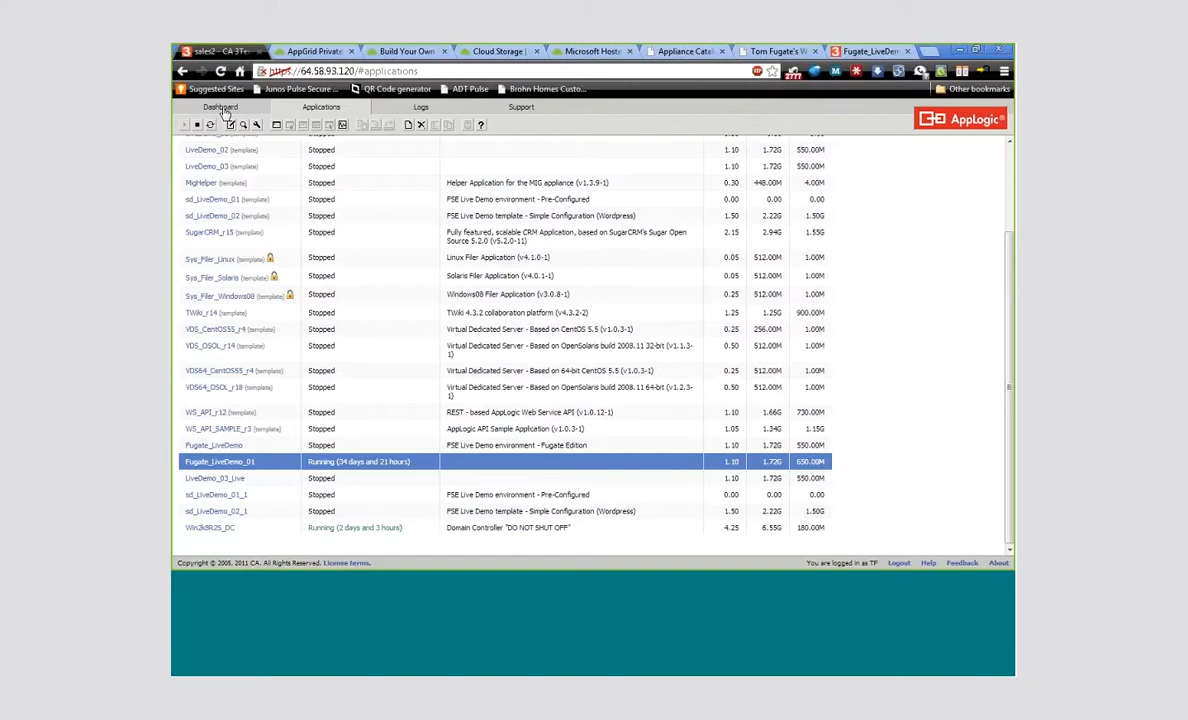 sales2 - CA 3Te
AppGrid Private
Build Your Own
Cloud Storage |
Microsoft Hoste
Appliance Catal
Tom Fugate's W
Fugate_LiveDem
https://64.58.93.120/#applications
2777
Suggested Sites
Junos Pulse Secure ...
QR Code generator
ADT Pulse
Brohn Homes Custo...
Other bookmarks
Dashboard Applications Logs Support
AppLogic®
LiveDemo_02 (template) Stopped 1.10 1.72G 550.00M
LiveDemo_03 (template) Stopped 1.10 1.72G 550.00M
MigHelper (template) Stopped Helper Application for the MIG appliance (v1.3.9-1) 0.30 448.00M 4.00M
sd_LiveDemo_01 (template) Stopped FSE Live Demo environment - Pre-Configured 0.00 0.00 0.00
sd_LiveDemo_02 (template) Stopped FSE Live Demo template - Simple Configuration (Wordpress) 1.50 2.22G 1.50G
SugarCRM_r15 (template) Stopped Fully featured, scalable CRM Application, based on SugarCRM's Sugar Open 2.15 2.94G 1.55G
Source 5.2.0 (v5.2.0-11)
Sys_Filer_Linux (template) Stopped Linux Filer Application (v4.1.0-1) 0.05 512.00M 1.00M
Sys_Filer_Solaris (template) Stopped Solaris Filer Application (v4.0.1-1) 0.05 512.00M 1.00M
Sys_Filer_Windows08 (template) Stopped Windows08 Filer Application (v3.0.8-1) 0.25 512.00M 1.00M
TWiki_r14 (template) Stopped TWiki 4.3.2 collaboration platform (v4.3.2-2) 1.25 1.25G 900.00M
VDS_CentOS55_r4 (template) Stopped Virtual Dedicated Server - Based on CentOS 5.5 (v1.0.3-1) 0.25 256.00M 1.00M
VDS_OSOL_r14 (template) Stopped Virtual Dedicated Server - Based on OpenSolaris build 2008.11 32-bit (v1.1.3- 0.50 512.00M 1.00M
1)
VDS64_CentOS55_r4 (template) Stopped Virtual Dedicated Server - Based on 64-bit CentOS 5.5 (v1.0.3-1) 0.25 512.00M 1.00M
VDS64_OSOL_r18 (template) Stopped Virtual Dedicated Server - Based on OpenSolaris build 2008.11 64-bit (v1.2.3- 0.50 512.00M 1.00M
1)
WS_API_r12 (template) Stopped REST - based AppLogic Web Service API (v1.0.12-1) 1.10 1.66G 730.00M
WS_API_SAMPLE_r3 (template) Stopped AppLogic API Sample Application (v1.0.3-1) 1.05 1.34G 1.15G
Fugate_LiveDemo Stopped FSE Live Demo environment - Fugate Edition 1.10 1.72G 550.00M
Fugate_LiveDemo_01 Running (34 days and 21 hours) 1.10 1.72G 650.00M
LiveDemo_03_Live Stopped 1.10 1.72G 550.00M
sd_LiveDemo_01_1 Stopped FSE Live Demo environment - Pre-Configured 0.00 0.00 0.00
sd_LiveDemo_02_1 Stopped FSE Live Demo template - Simple Configuration (Wordpress) 1.50 2.22G 1.50G
Win2k8R2S_DC Running (2 days and 3 hours) Domain Controller "DO NOT SHUT OFF" 4.25 6.55G 180.00M
Copyright © 2005, 2011 CA. All Rights Reserved. License terms. You are logged in as TF Logout Help Feedback About